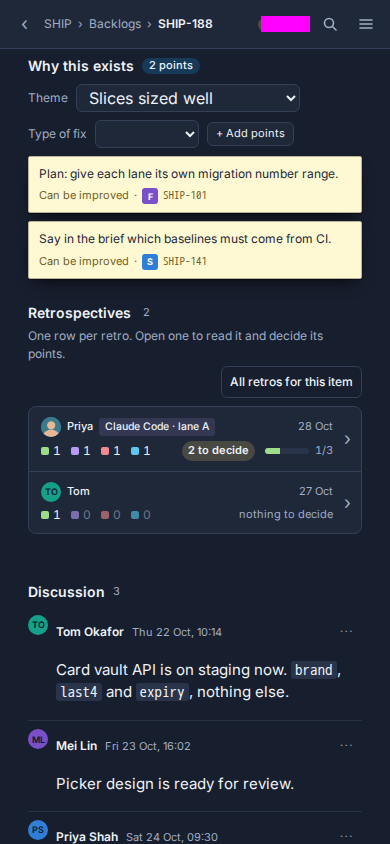 SHIP › Backlogs › SHIP-188
Why this exists 2 points
Theme Slices sized well
Type of fix + Add points
Plan: give each lane its own migration number range.
Can be improved · F SHIP-101
Say in the brief which baselines must come from CI.
Can be improved · S SHIP-141
Retrospectives 2
One row per retro. Open one to read it and decide its
points.
All retros for this item
Priya Claude Code · lane A 28 Oct
1 1 1 1 2 to decide 1/3
TO Tom 27 Oct
1 0 0 0 nothing to decide
Discussion 3
TO Tom Okafor Thu 22 Oct, 10:14 ...
Card vault API is on staging now. brand,
last4 and expiry, nothing else.
ML Mei Lin Fri 23 Oct, 16:02 ...
Picker design is ready for review.
PS Priya Shah Sat 24 Oct, 09:30 ...